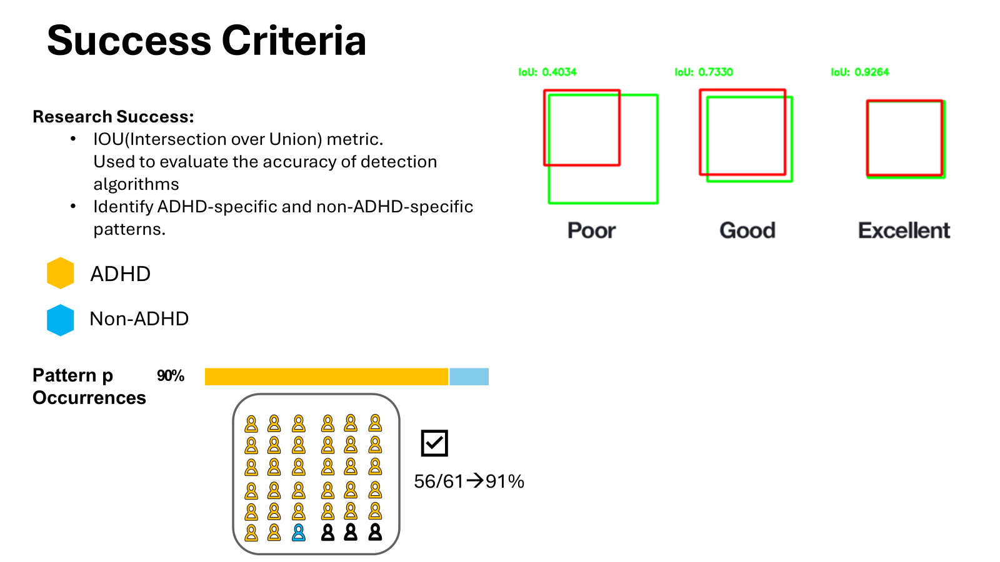 Success Criteria
IoU: 0.4034
IoU: 0.7330
IoU: 0.9264
Poor
Good
Excellent
Research Success:
• IOU(Intersection over Union) metric.
Used to evaluate the accuracy of detection
algorithms
• Identify ADHD-specific and non-ADHD-specific
patterns.
ADHD
Non-ADHD
Pattern p
Occurrences
90%
56/61→91%